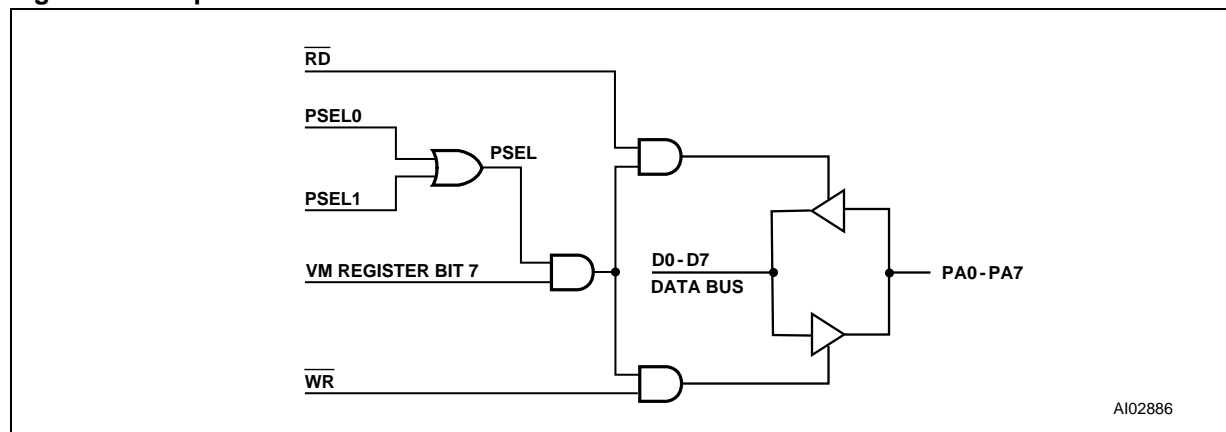 RD
PSEL0
PSEL
PSEL1
VM REGISTER BIT 7
D0-D7
DATA BUS
PA0-PA7
WR
AI02886